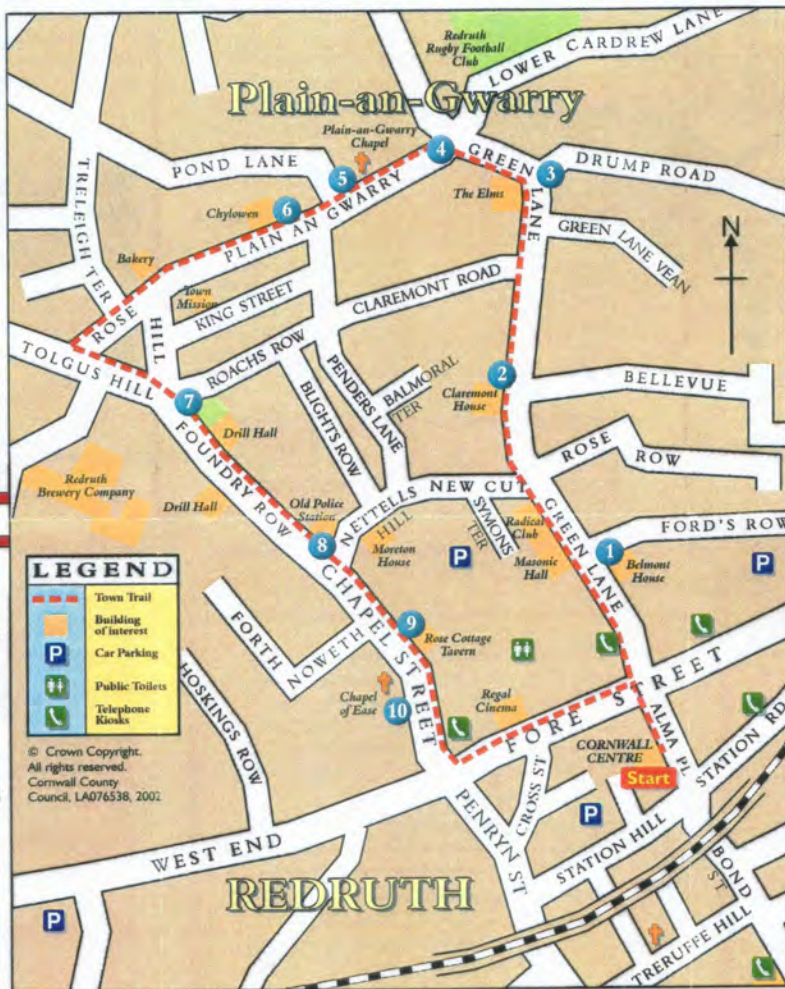 Redruth
Rugby Football
Club
LOWER CARDREW LANE
Plain-an-Gwarry
Plain-an-Gwarry
Chapel
POND LANE
5
4
GREEN LANE
3
DRUMP ROAD
TRELEIGH TER
Chylowen
6
PLAIN AN GWARRY
The Elms
GREEN LANE VEAN
N
Bakery
Town
Mission
KING STREET
CLAREMONT ROAD
ROSE
HILL
TOLGUS HILL
ROACHS ROW
PENDERS LANE
BALMORAL
TER
2
Claremont
House
BELLEVUE
7
BLIGHTS ROW
Drill Hall
FOUNDRY ROW
Redruth
Brewery Company
Drill Hall
Old Police
Station
NETTELLS
HILL
NEW CUT
SYMONS
TER
ROSE ROW
Radical
Club
Masonic
Hall
GREEN LANE
1
FORD'S ROW
Belmont
House
8
Moreton
House
P
P
LEGEND
Town Trail
Building
of interest
P
Car Parking
Public Toilets
Telephone
Kiosks
© Crown Copyright.
All rights reserved.
Cornwall County
Council, LA076538, 2002
CHAPEL STREET
9
Rose Cottage
Tavern
FORTH
NOWETH
HOSKINGS ROW
Chapel
of Ease
10
Regal
Cinema
FORE STREET
ALMA PL
CORNWALL
CENTRE
Start
STATION RD
CROSS ST
P
PENRYN ST
STATION HILL
WEST END
REDRUTH
BOND
ST
P
TRERUFFE HILL